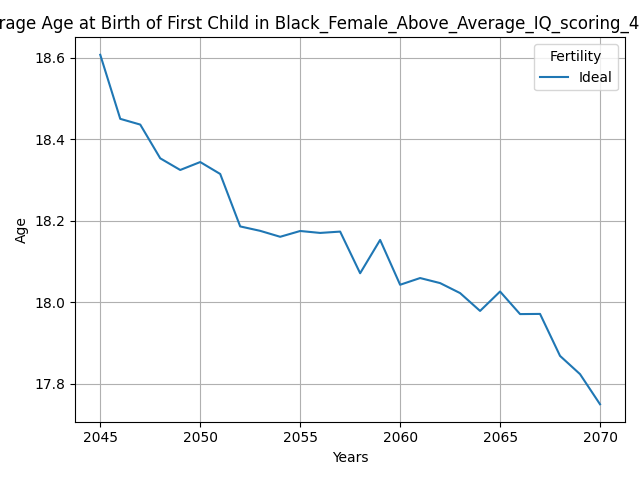 rage Age at Birth of First Child in Black_Female_Above_Average_IQ_scoring_4
Fertility
Ideal
Age
18.6
18.4
18.2
18.0
17.8
2045 2050 2055 2060 2065 2070
Years